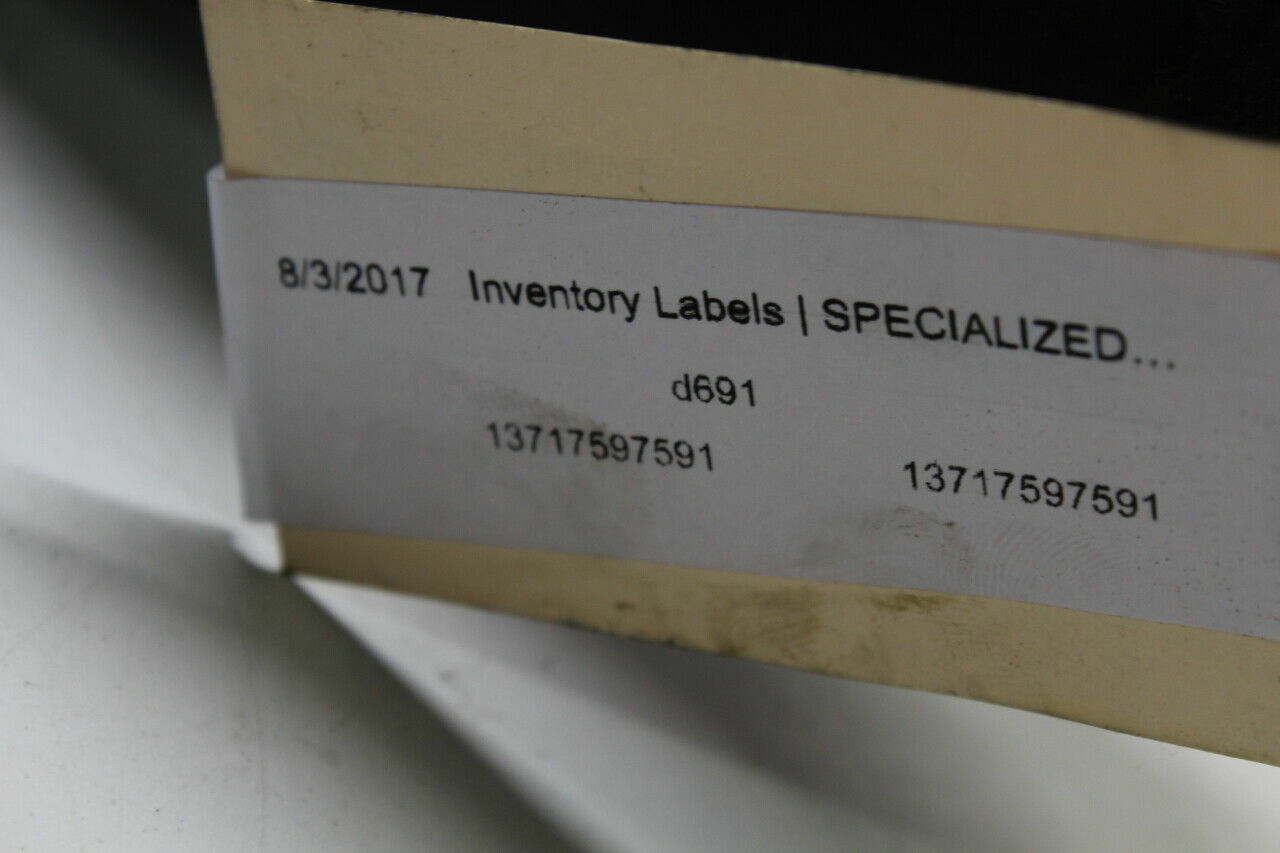 8/3/2017 Inventory Labels | SPECIALIZED...
d691
13717597591 13717597591